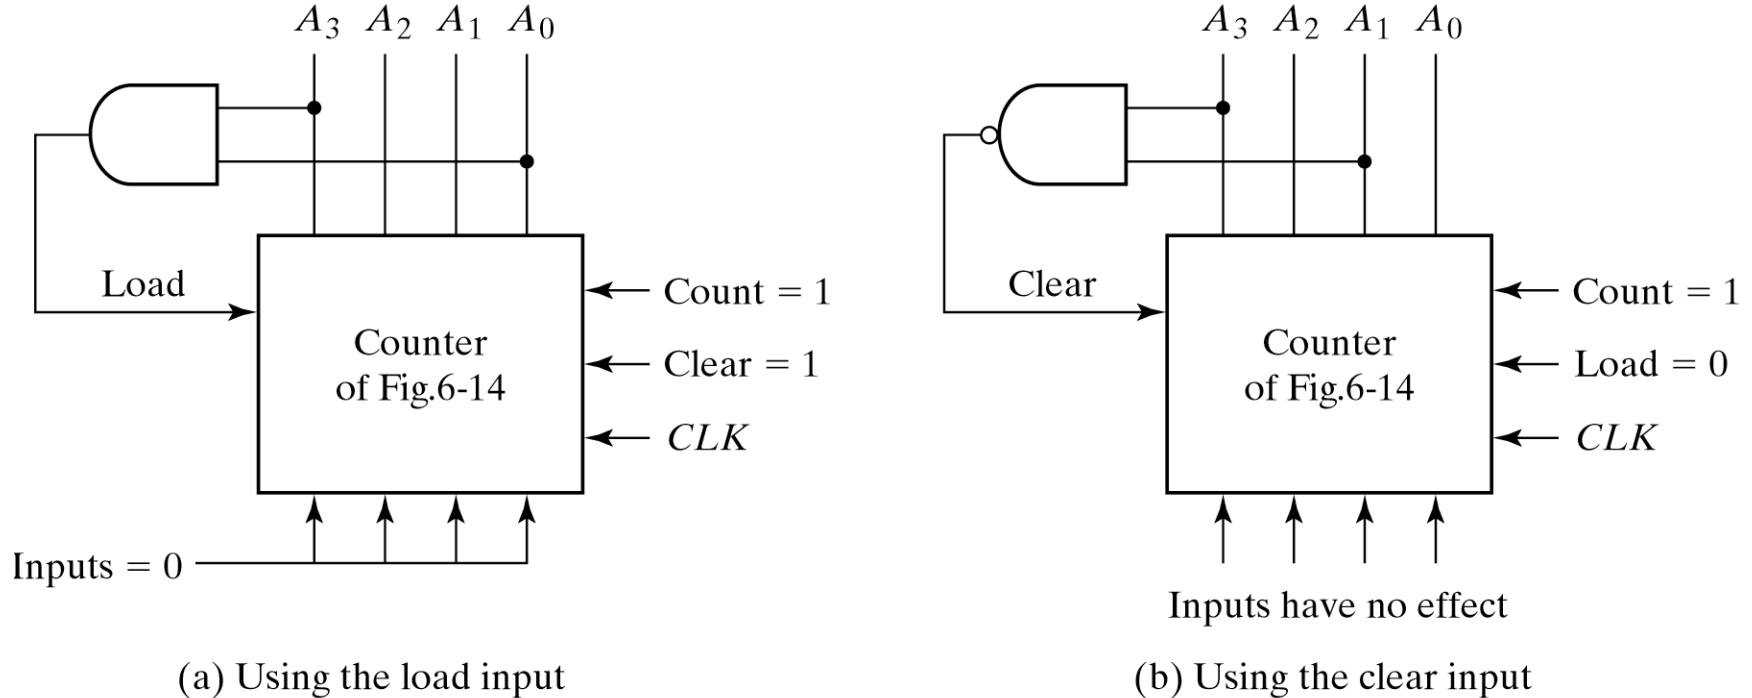 A3 A2 A1 A0
Load
Count = 1
Counter
of Fig.6-14
Clear = 1
CLK
Inputs = 0
(a) Using the load input
A3 A2 A1 A0
Clear
Count = 1
Counter
of Fig.6-14
Load = 0
CLK
Inputs have no effect
(b) Using the clear input